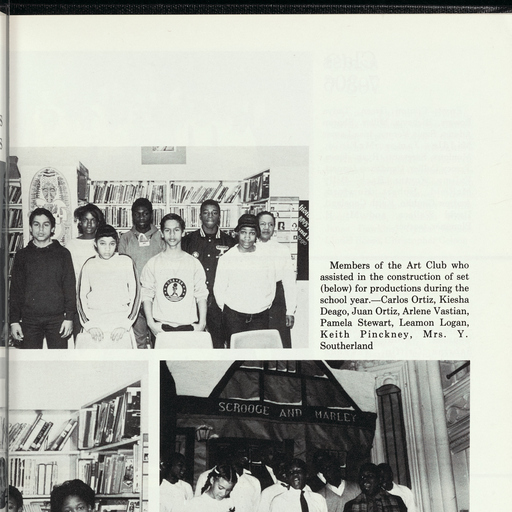 Members of the Art Club who
assisted in the construction of set
(below) for productions during the
school year.—Carlos Ortiz, Kiesha
Deago, Juan Ortiz, Arlene Vastian,
Pamela Stewart, Leamon Logan,
Keith Pinckney, Mrs. Y.
Southerland
SCROOGE AND MARLEY